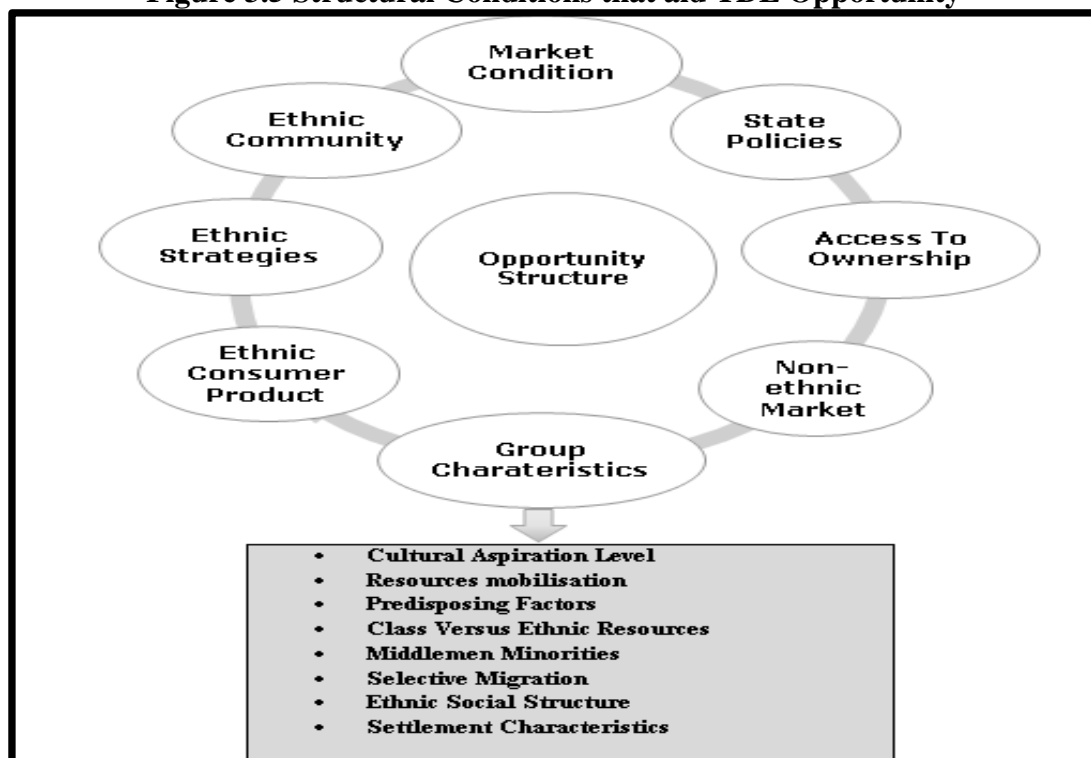 Figure 3.3 Structural Conditions that aid TDE Opportunity
Market
Condition
State
Policies
Access To
Ownership
Non-
ethnic
Market
Group
Charateristics
Ethnic
Consumer
Product
Ethnic
Strategies
Ethnic
Community
Opportunity
Structure
• Cultural Aspiration Level
• Resources mobilisation
• Predisposing Factors
• Class Versus Ethnic Resources
• Middlemen Minorities
• Selective Migration
• Ethnic Social Structure
• Settlement Characteristics